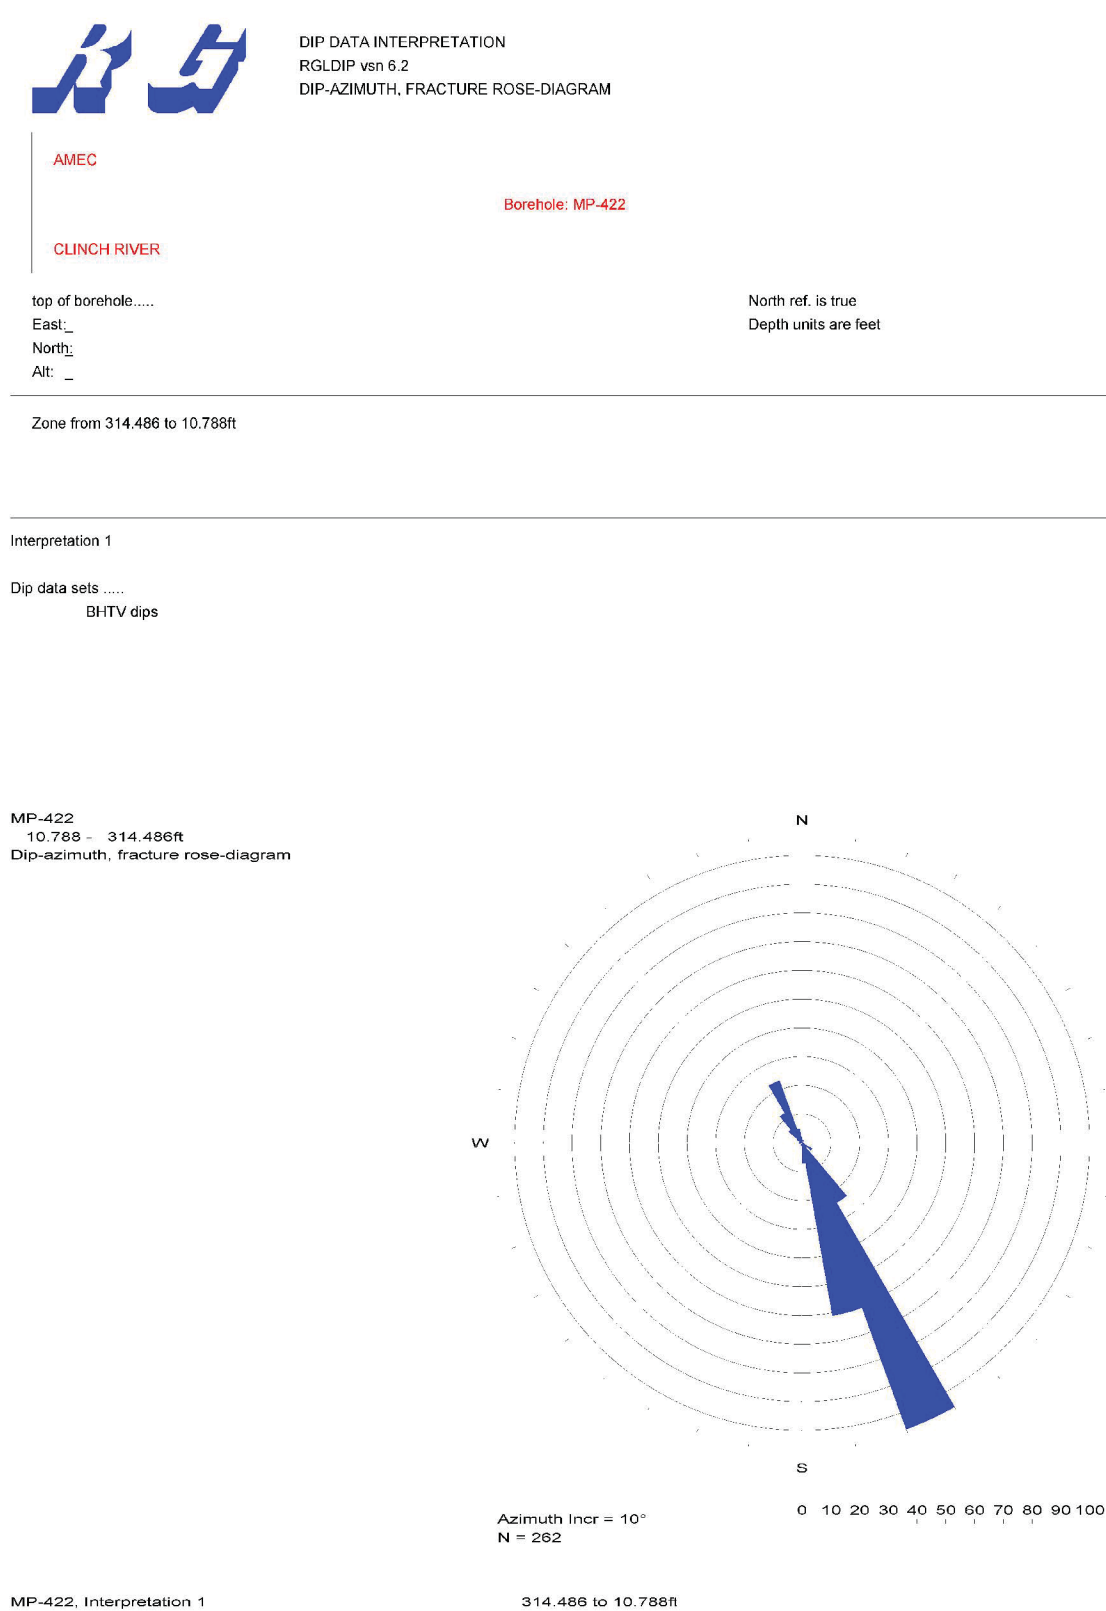 RG
DIP DATA INTERPRETATION
RGLDIP vsn 6.2
DIP-AZIMUTH, FRACTURE ROSE-DIAGRAM
AMEC
Borehole: MP-422
CLINCH RIVER
top of borehole.....
North ref. is true
East:_
Depth units are feet
North:
Alt: _
Zone from 314.486 to 10.788ft
Interpretation 1
Dip data sets .....
BHTV dips
MP-422
10.788 - 314.486ft
Dip-azimuth, fracture rose-diagram
N
W
S
0 10 20 30 40 50 60 70 80 90 100
Azimuth Incr = 10°
N = 262
MP-422, Interpretation 1
314.486 to 10.788ft